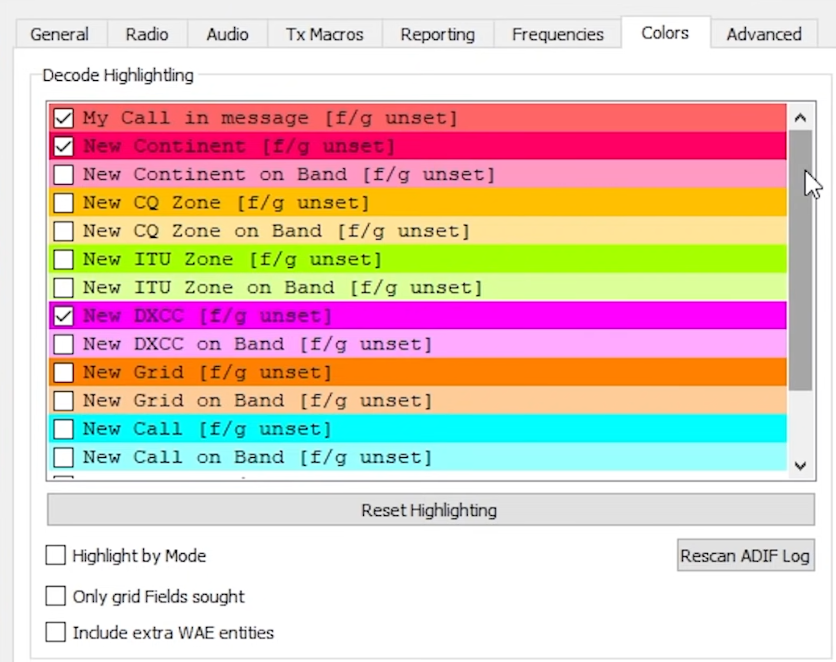 General Radio Audio Tx Macros Reporting Frequencies Colors Advanced
Decode Highlightling
My Call in message [f/g unset]
New Continent [f/g unset]
New Continent on Band [f/g unset]
New CQ Zone [f/g unset]
New CQ Zone on Band [f/g unset]
New ITU Zone [f/g unset]
New ITU Zone on Band [f/g unset]
New DXCC [f/g unset]
New DXCC on Band [f/g unset]
New Grid [f/g unset]
New Grid on Band [f/g unset]
New Call [f/g unset]
New Call on Band [f/g unset]
Reset Highlighting
Highlight by Mode
Rescan ADIF Log
Only grid Fields sought
Include extra WAE entities